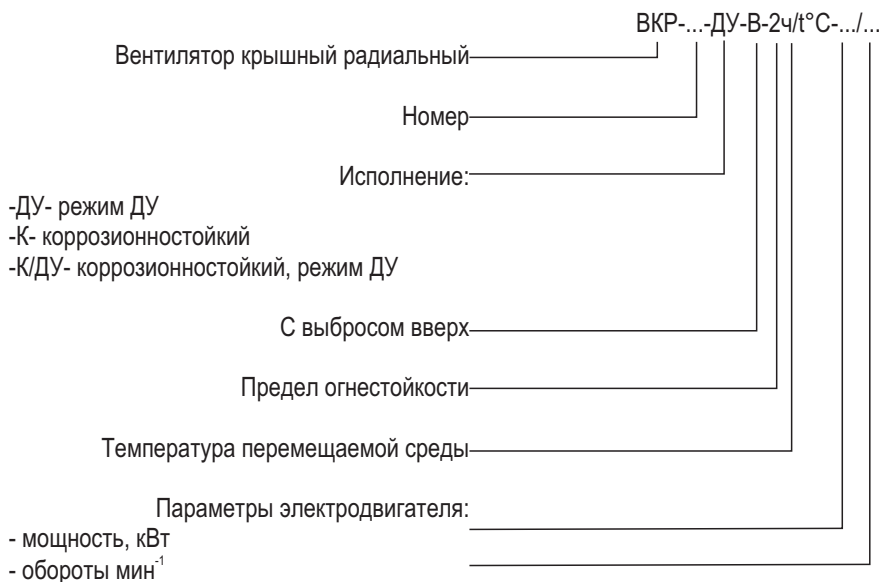 ВКР-...-ДУ-В-2ч/t°С-.../...
Вентилятор крышный радиальный
Номер
Исполнение:
-ДУ- режим ДУ
-К- коррозионностойкий
-К/ДУ- коррозионностойкий, режим ДУ
С выбросом вверх
Предел огнестойкости
Температура перемещаемой среды
Параметры электродвигателя:
- мощность, кВт
- обороты мин⁻¹